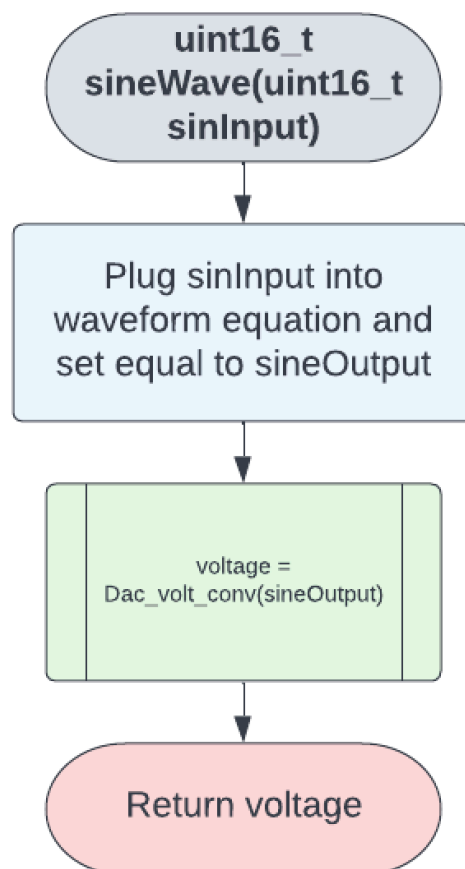 uint16_t
sineWave(uint16_t
sinInput)
Plug sinInput into
waveform equation and
set equal to sineOutput
voltage =
Dac_volt_conv(sineOutput)
Return voltage